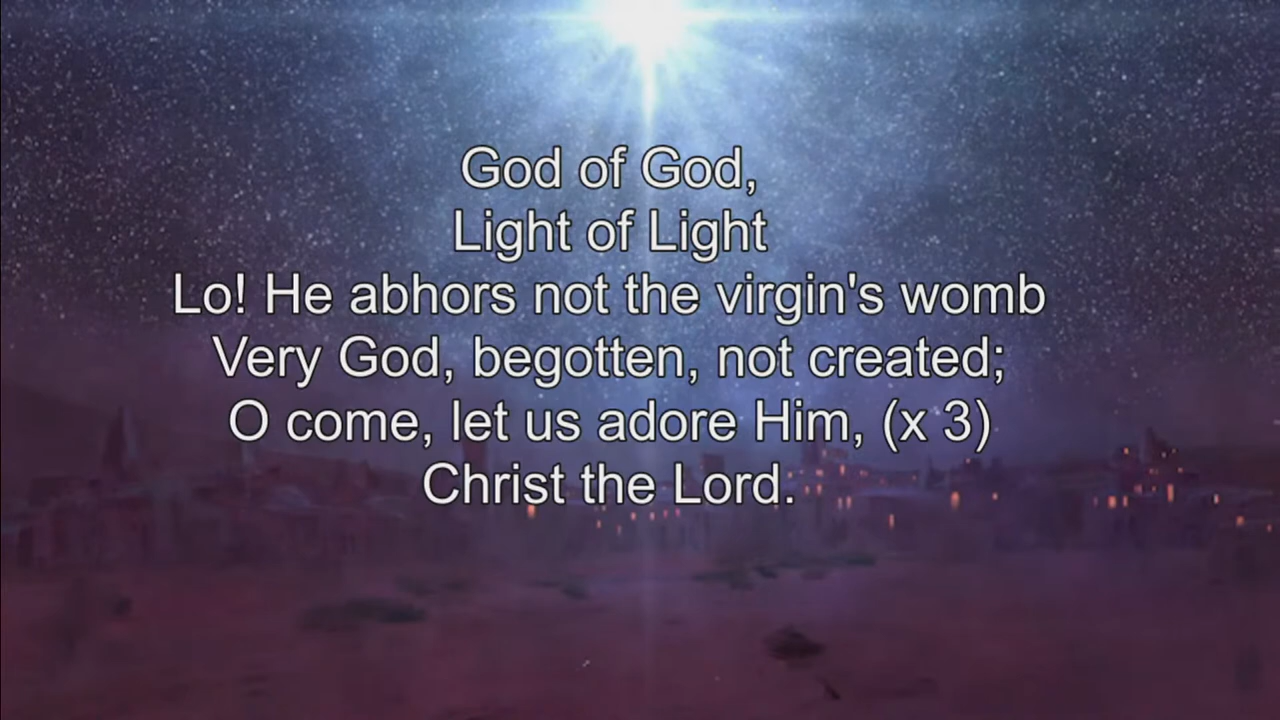 God of God,
Light of Light
Lo! He abhors not the virgin's womb
Very God, begotten, not created;
O come, let us adore Him, (x 3)
Christ the Lord.